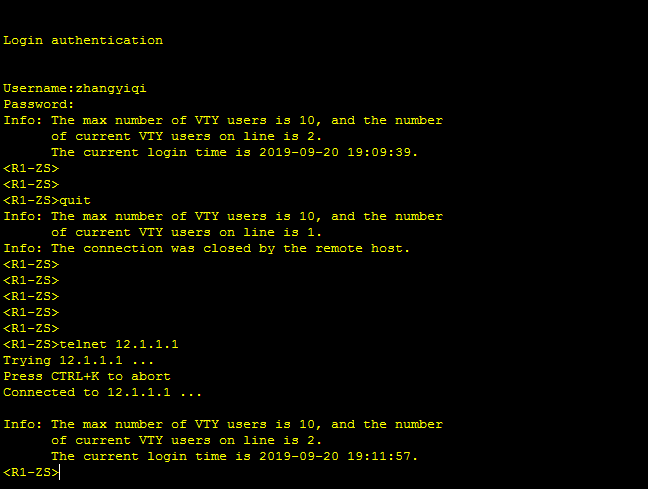 Login authentication
Username:zhangyiqi
Password:
Info: The max number of VTY users is 10, and the number
of current VTY users on line is 2.
The current login time is 2019-09-20 19:09:39.
<R1-ZS>
<R1-ZS>
<R1-ZS>quit
Info: The max number of VTY users is 10, and the number
of current VTY users on line is 1.
Info: The connection was closed by the remote host.
<R1-ZS>
<R1-ZS>
<R1-ZS>
<R1-ZS>
<R1-ZS>
<R1-ZS>telnet 12.1.1.1
Trying 12.1.1.1 ...
Press CTRL+K to abort
Connected to 12.1.1.1 ...
Info: The max number of VTY users is 10, and the number
of current VTY users on line is 2.
The current login time is 2019-09-20 19:11:57.
<R1-ZS>